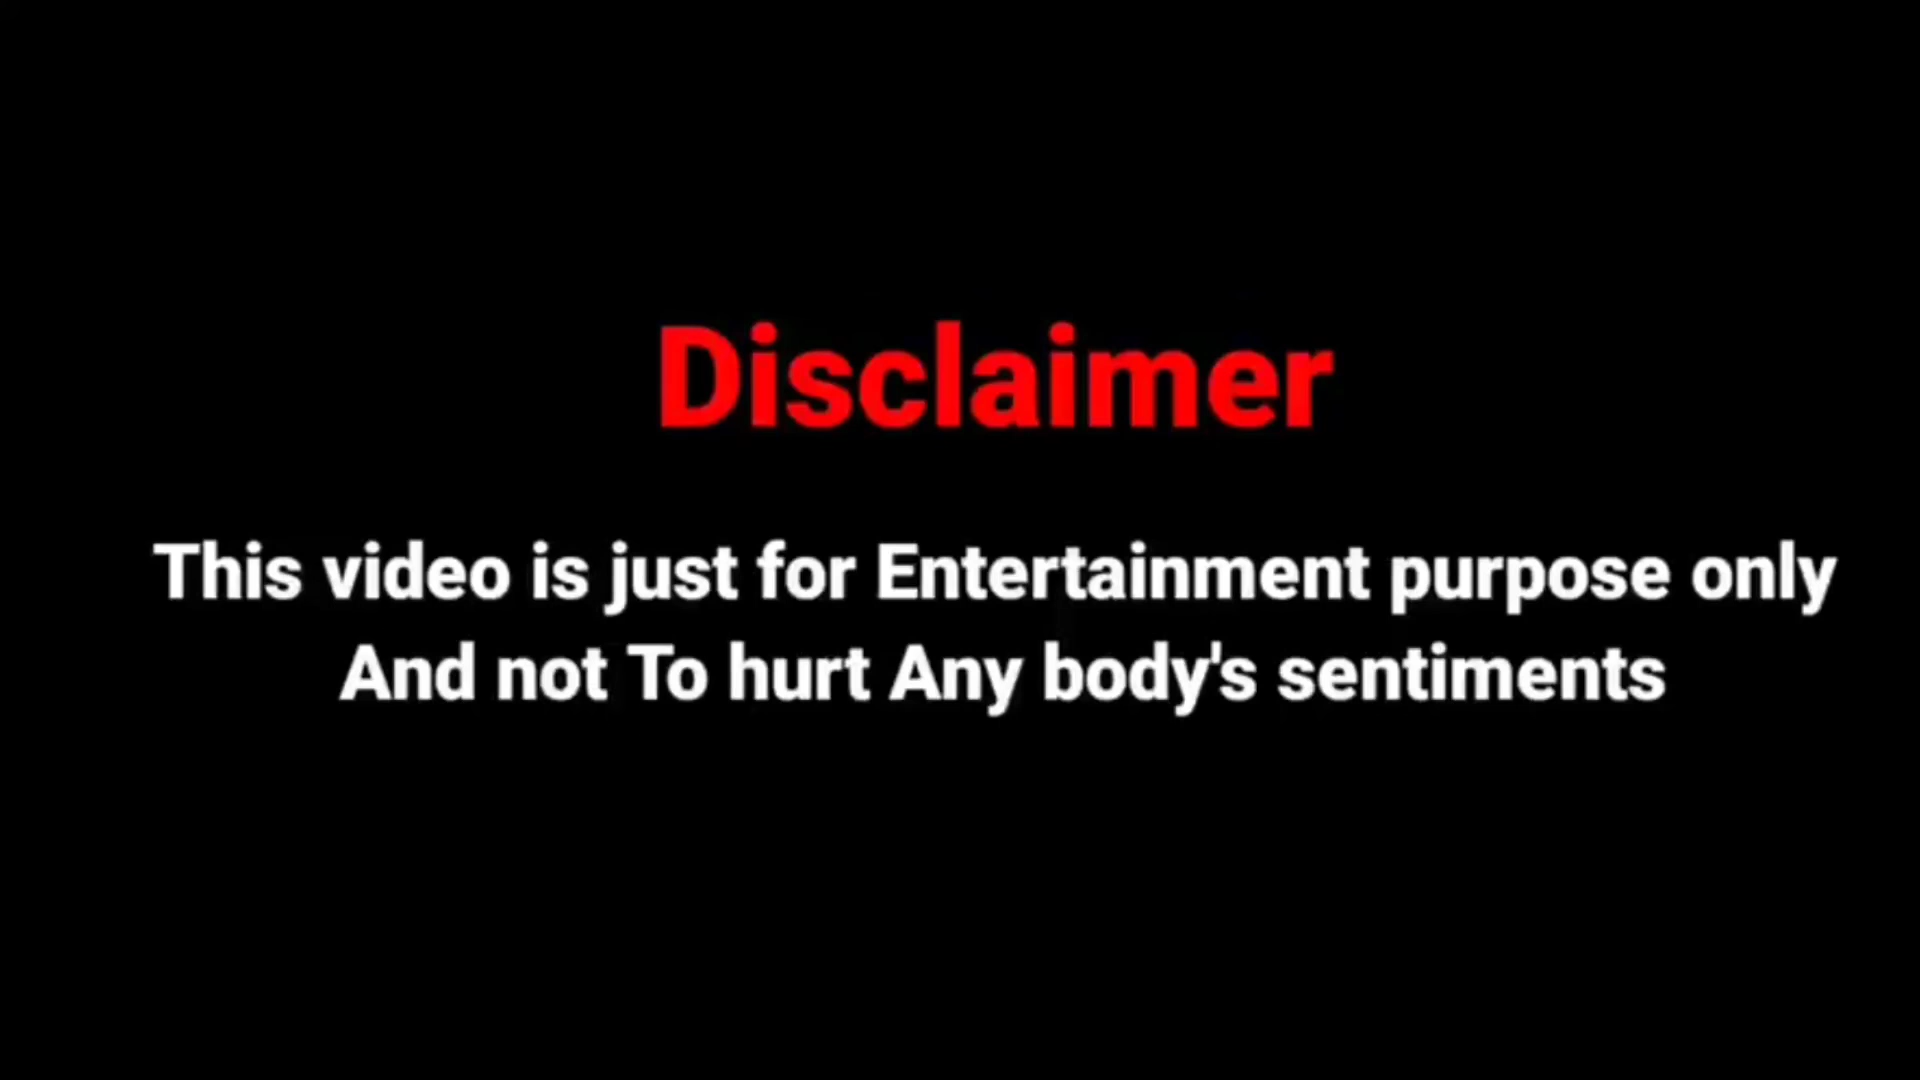 Disclaimer
This video is just for Entertainment purpose only
And not To hurt Any body's sentiments